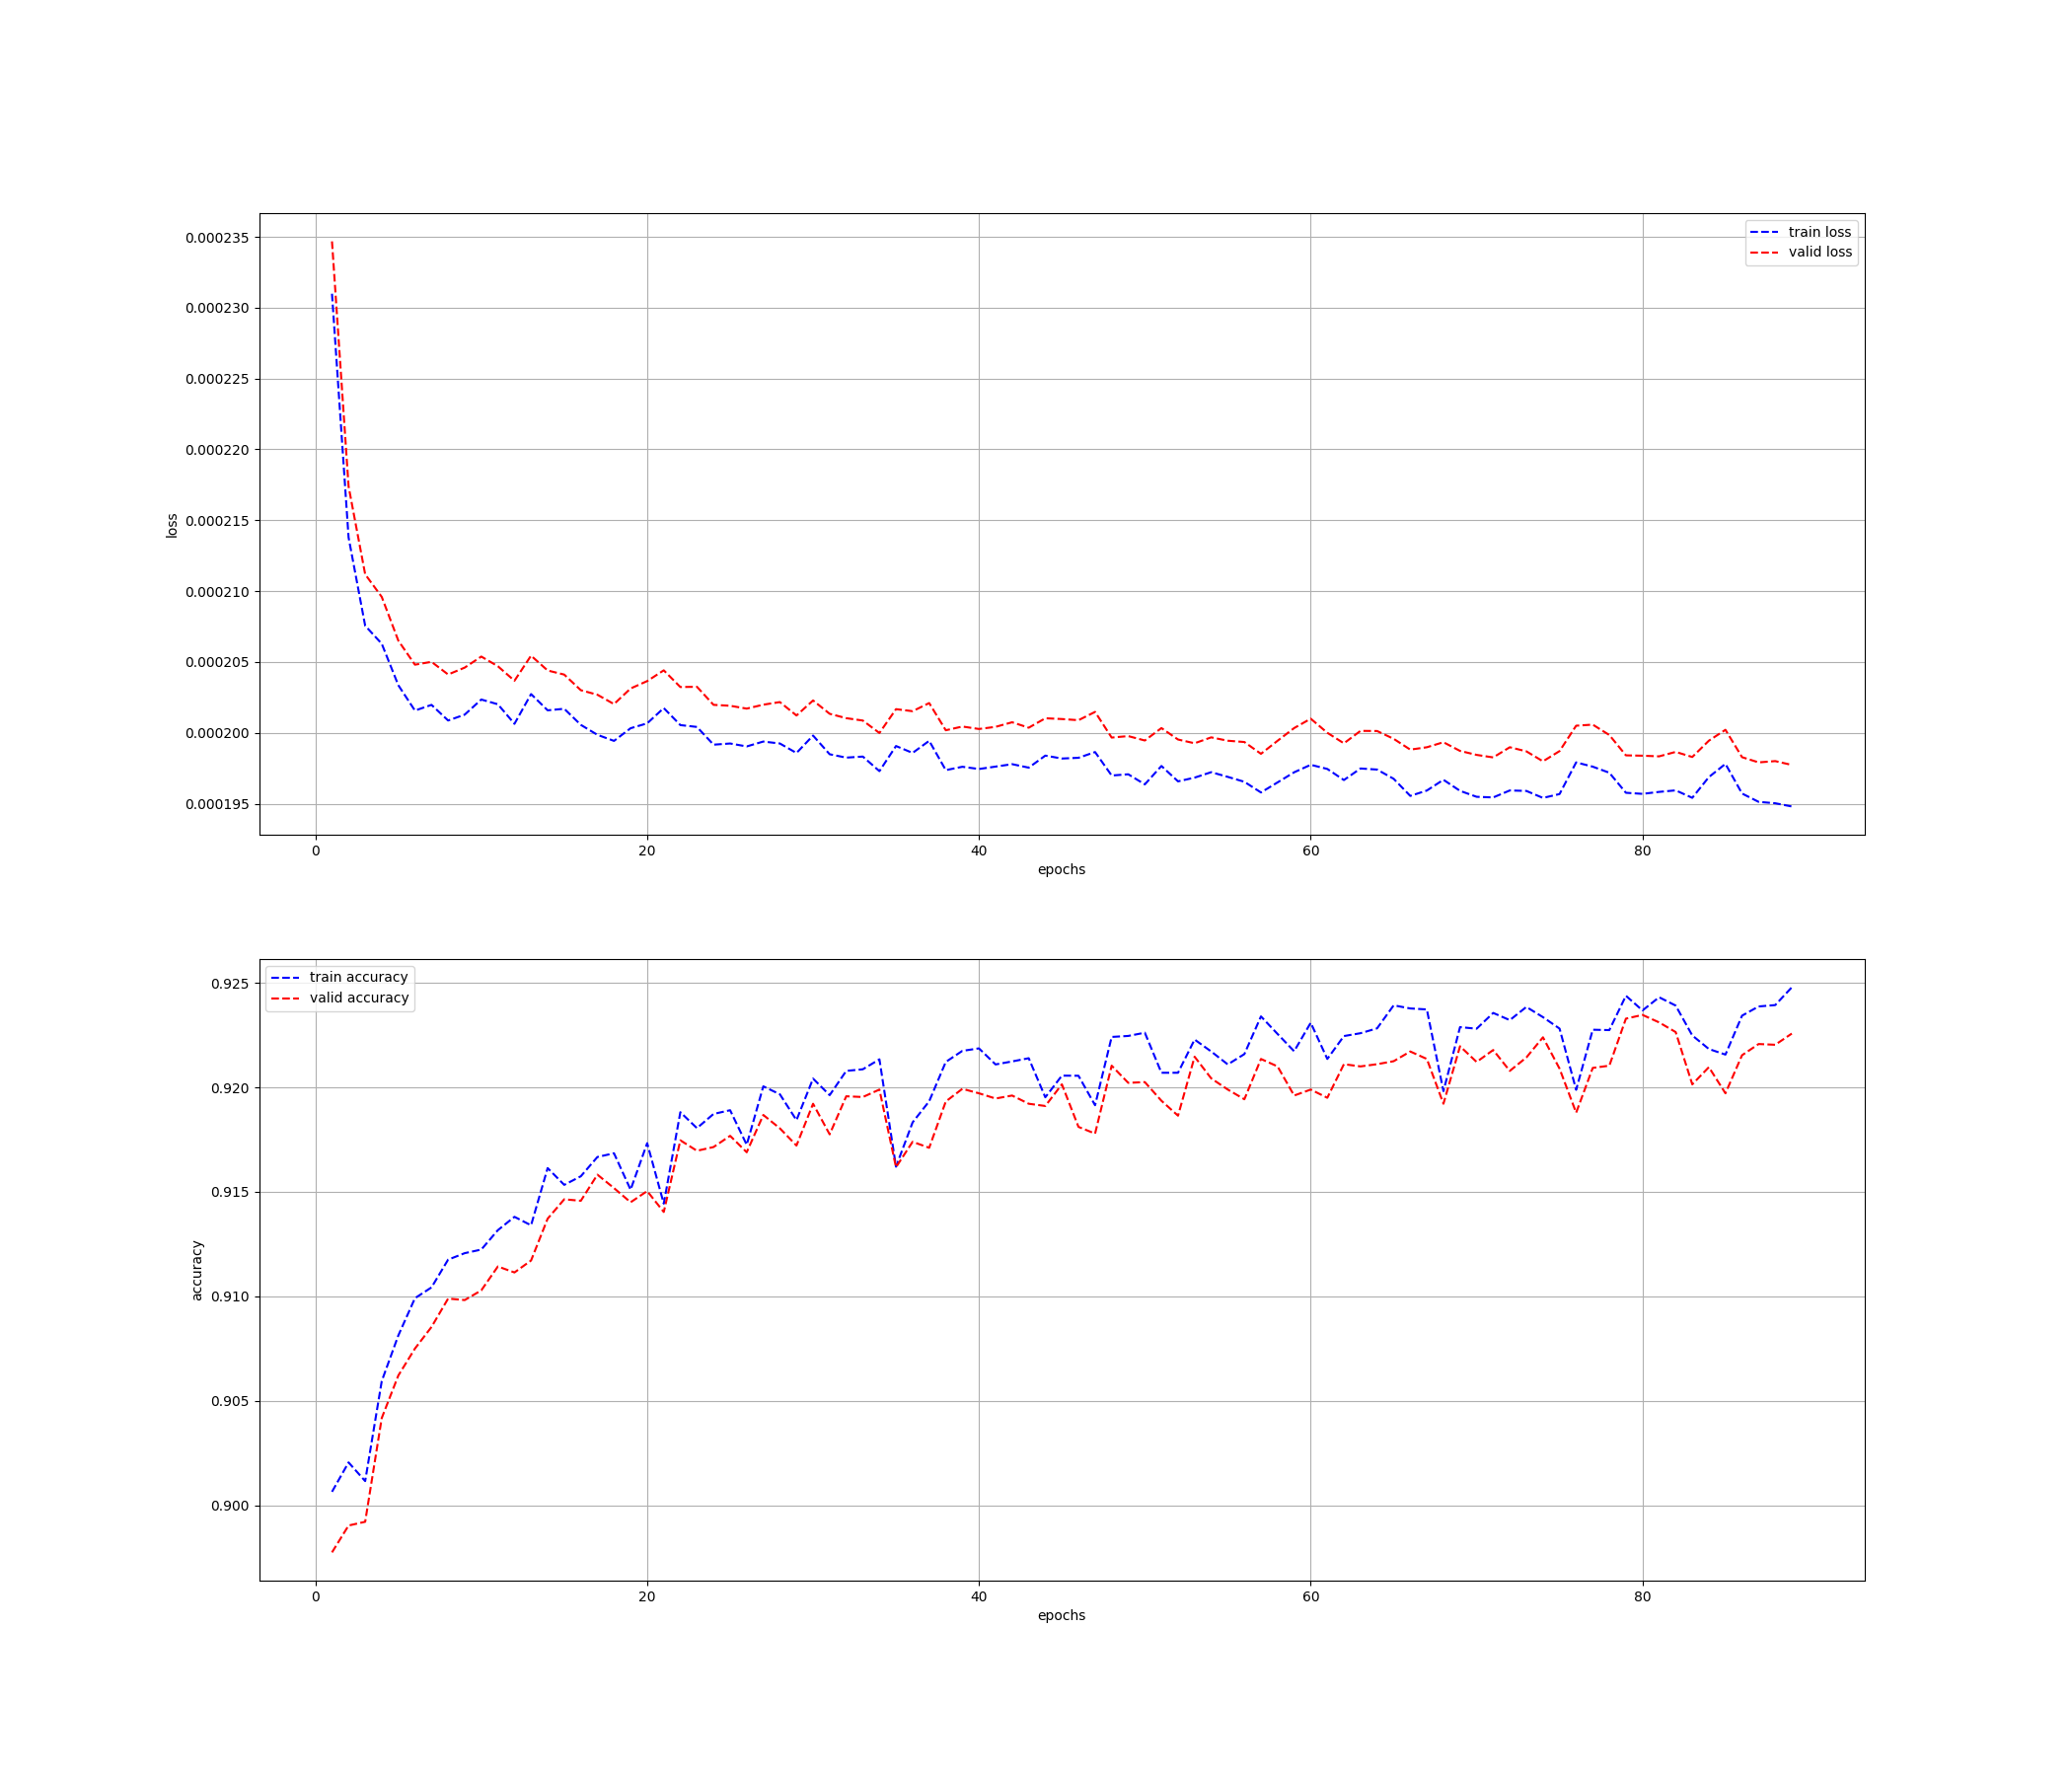 train loss
valid loss
0.000235
0.000230
0.000225
0.000220
0.000215
0.000210
0.000205
0.000200
0.000195
loss
0 20 40 60 80
epochs
train accuracy
valid accuracy
0.925
0.920
0.915
0.910
0.905
0.900
accuracy
0 20 40 60 80
epochs